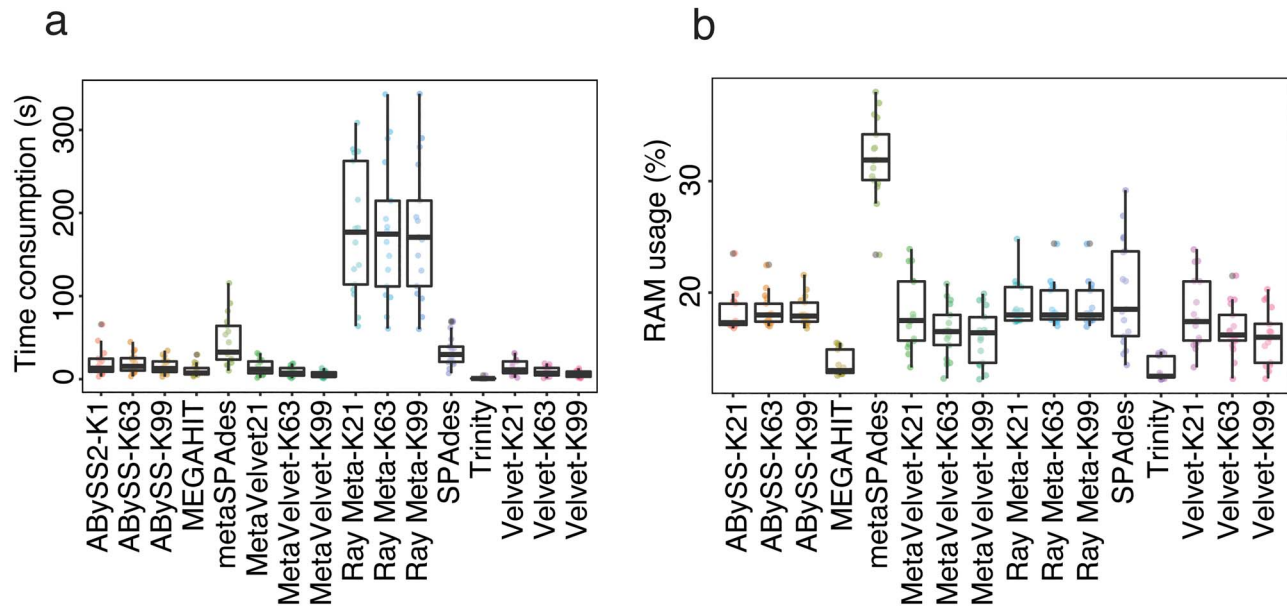 a
Time consumption (s)
300
200
100
0
ABySS2-K1
ABySS-K63
ABySS-K99
MEGAHIT
metaSPAdes
MetaVelvet21
MetaVelvet-K63
MetaVelvet-K99
Ray Meta-K21
Ray Meta-K63
Ray Meta-K99
SPAdes
Trinity
Velvet-K21
Velvet-K63
Velvet-K99
b
RAM usage (%)
30
20
ABySS-K21
ABySS-K63
ABySS-K99
MEGAHIT
metaSPAdes
MetaVelvet-K21
MetaVelvet-K63
MetaVelvet-K99
Ray Meta-K21
Ray Meta-K63
Ray Meta-K99
SPAdes
Trinity
Velvet-K21
Velvet-K63
Velvet-K99